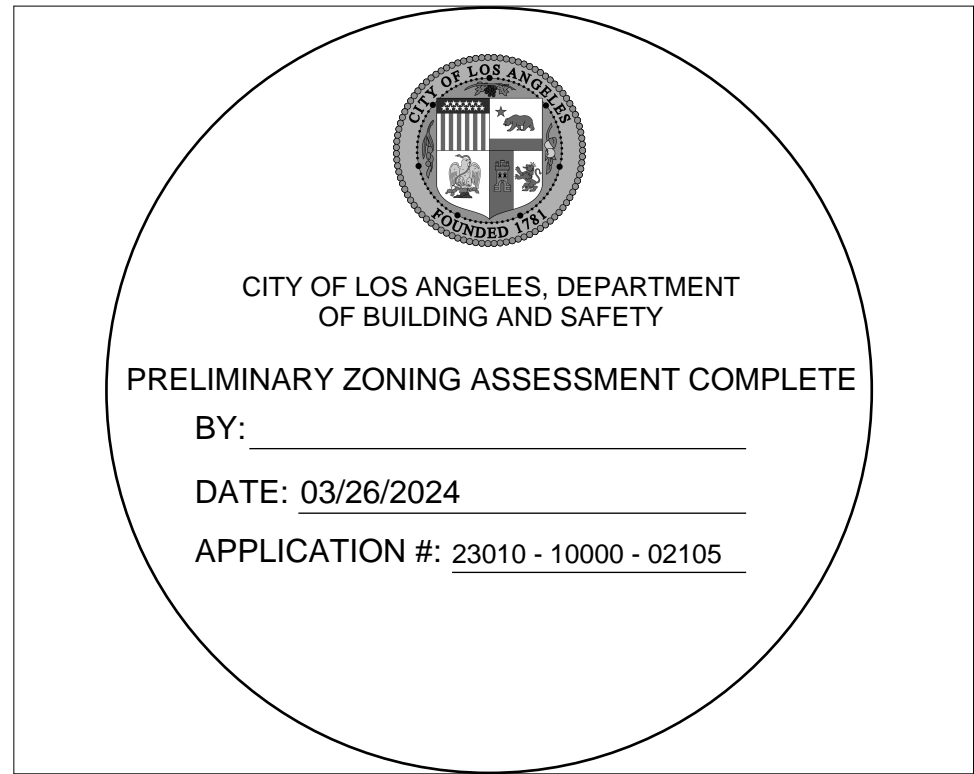 CITY OF LOS ANGELES
FOUNDED 1781
CITY OF LOS ANGELES, DEPARTMENT
OF BUILDING AND SAFETY
PRELIMINARY ZONING ASSESSMENT COMPLETE
BY:
DATE: 03/26/2024
APPLICATION #: 23010 - 10000 - 02105